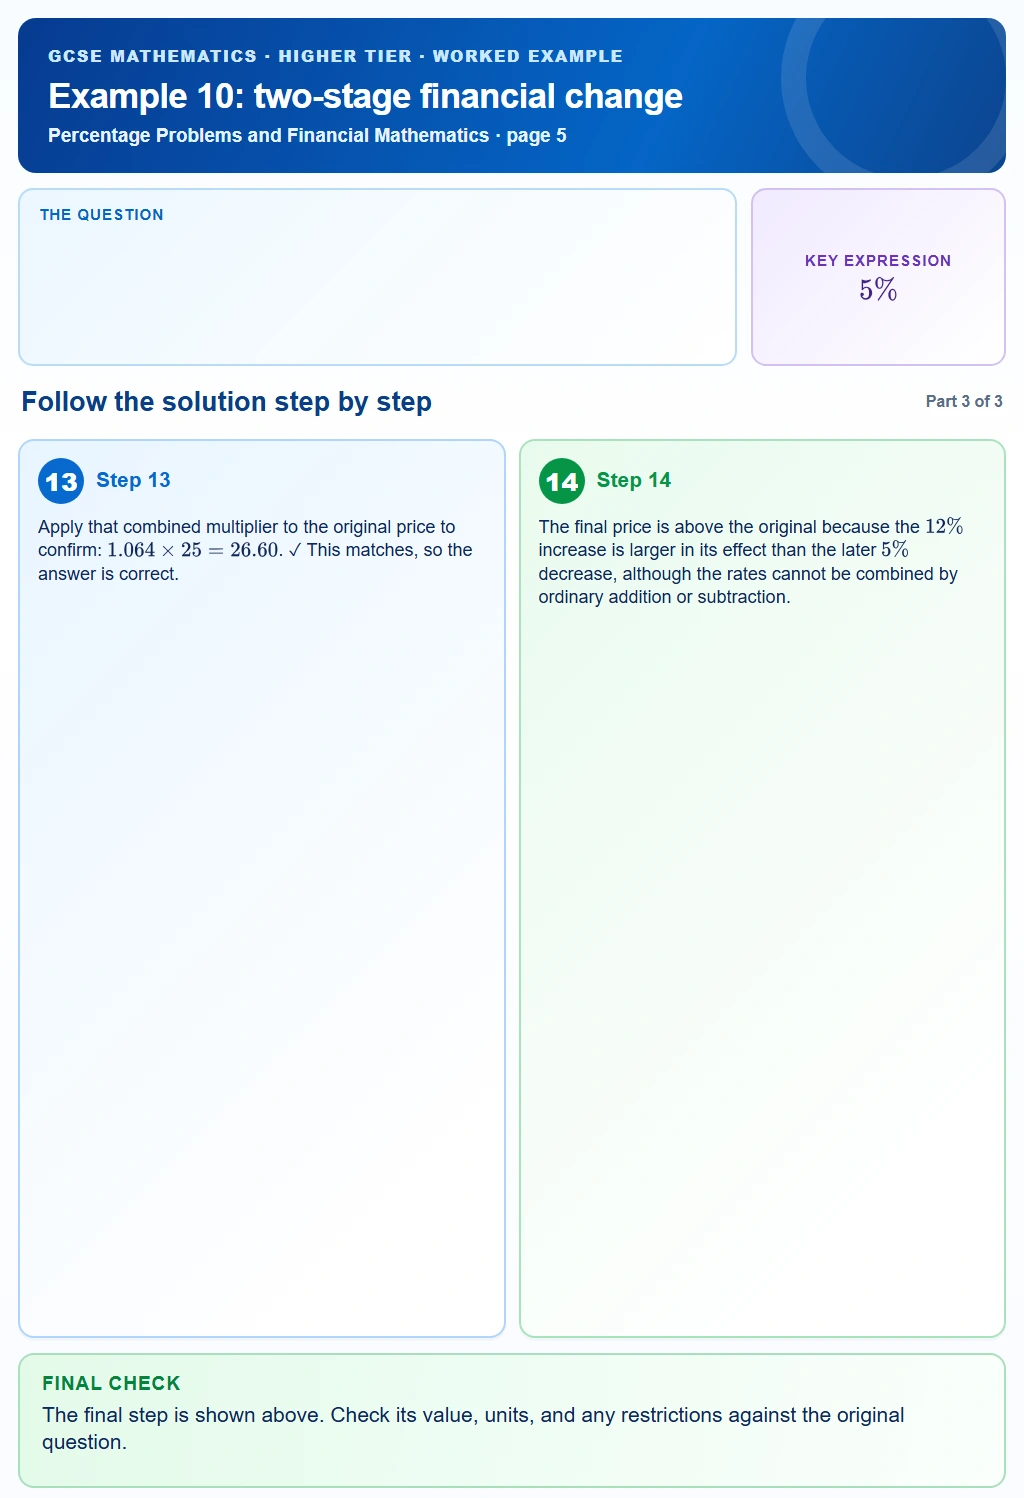 GCSE MATHEMATICS · HIGHER TIER · WORKED EXAMPLE
Example 10: two-stage financial change
Percentage Problems and Financial Mathematics · page 5
THE QUESTION
KEY EXPRESSION
5%
Follow the solution step by step
Part 3 of 3
13 Step 13
Apply that combined multiplier to the original price to
confirm: 1.064 × 25 = 26.60. ✓ This matches, so the
answer is correct.
14 Step 14
The final price is above the original because the 12%
increase is larger in its effect than the later 5%
decrease, although the rates cannot be combined by
ordinary addition or subtraction.
FINAL CHECK
The final step is shown above. Check its value, units, and any restrictions against the original
question.